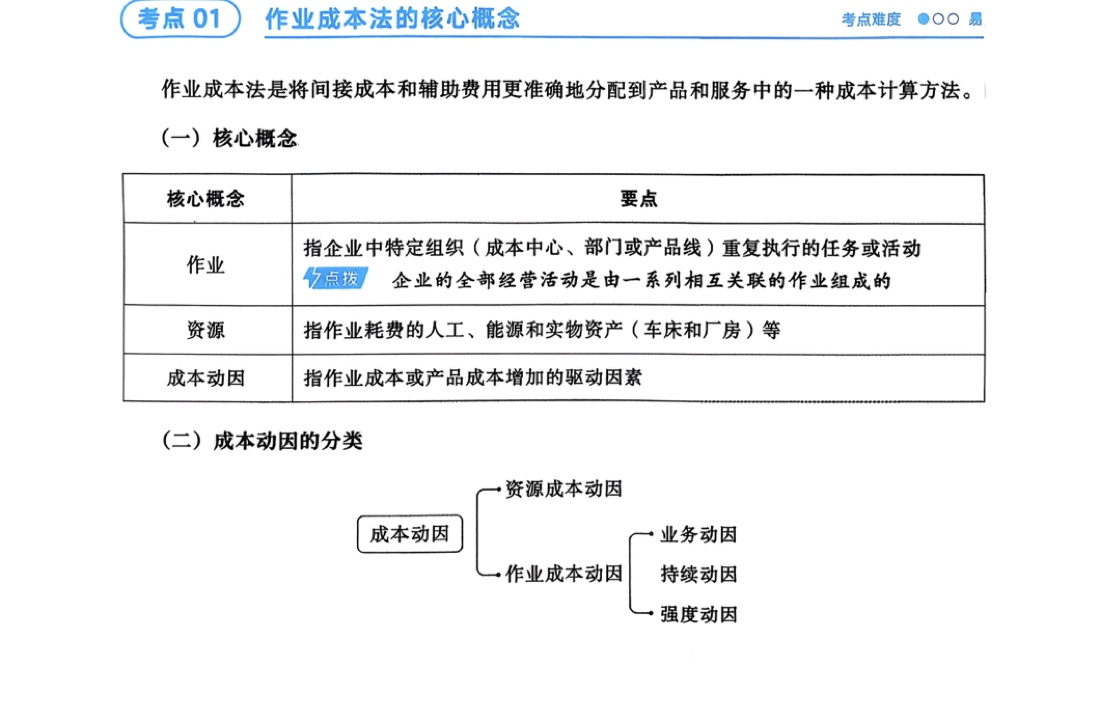 考点 01 作业成本法的核心概念 考点难度 易
作业成本法是将间接成本和辅助费用更准确地分配到产品和服务中的一种成本计算方法。
（一）核心概念
核心概念 要点
作业 指企业中特定组织（成本中心、部门或产品线）重复执行的任务或活动
点拨 企业的全部经营活动是由一系列相互关联的作业组成的
资源 指作业耗费的人工、能源和实物资产（车床和厂房）等
成本动因 指作业成本或产品成本增加的驱动因素
（二）成本动因的分类
资源成本动因
成本动因
业务动因
作业成本动因
持续动因
强度动因